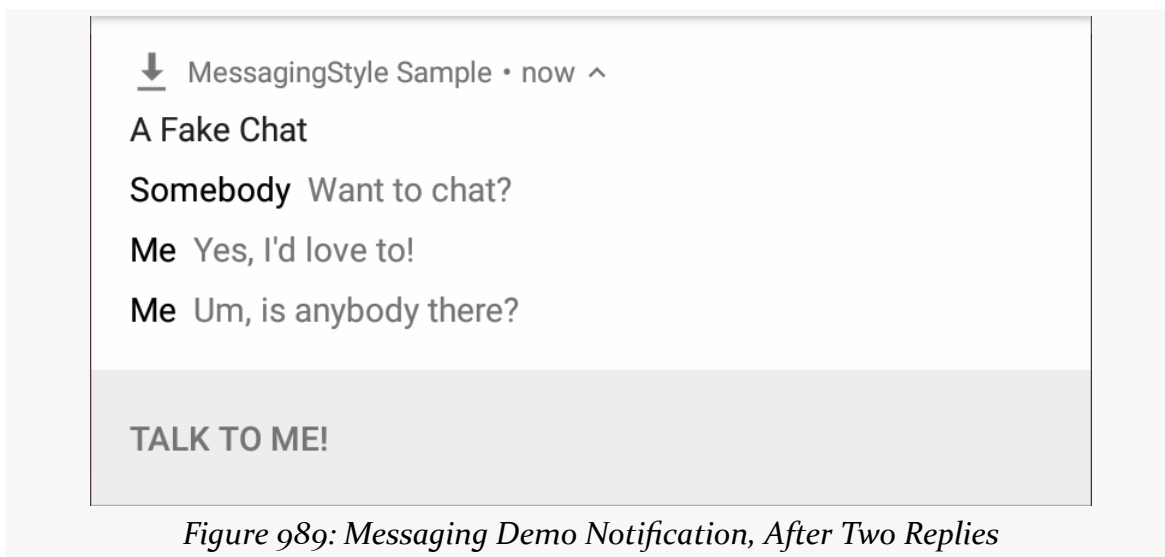 MessagingStyle Sample • now
A Fake Chat
Somebody Want to chat?
Me Yes, I'd love to!
Me Um, is anybody there?
TALK TO ME!
Figure 989: Messaging Demo Notification, After Two Replies